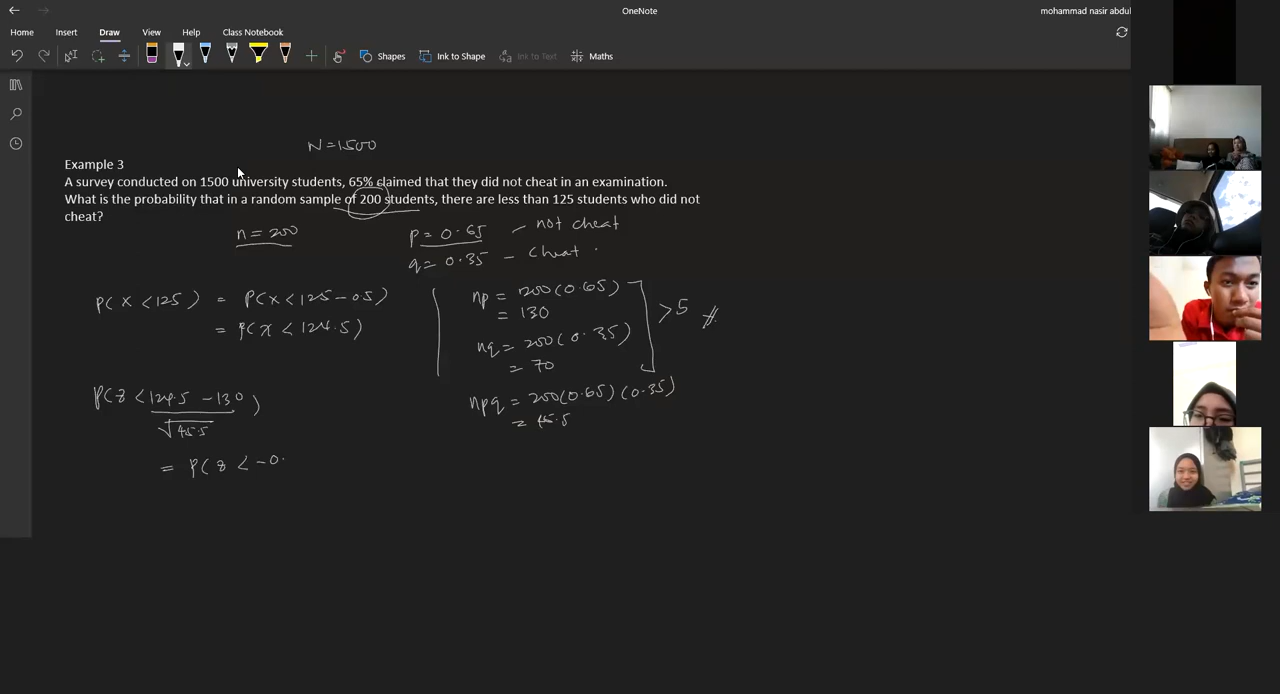 OneNote
mohammad nasir abdul
Home Insert Draw View Help Class Notebook
Shapes Ink to Shape Ink to Text Maths
N = 1500
Example 3
A survey conducted on 1500 university students, 65% claimed that they did not cheat in an examination.
What is the probability that in a random sample of 200 students, there are less than 125 students who did not
cheat?
n = 200
p = 0.65 - not cheat
q = 0.35 - cheat.
P(X < 125) = P(X < 125 - 0.5)
= P(X < 124.5)
np = 200(0.65)
= 130
nq = 200(0.35)
= 70
> 5 #
P(z < 124.5 - 130 )
√45.5
= P(z < -0.
npq = 200(0.65)(0.35)
= 45.5